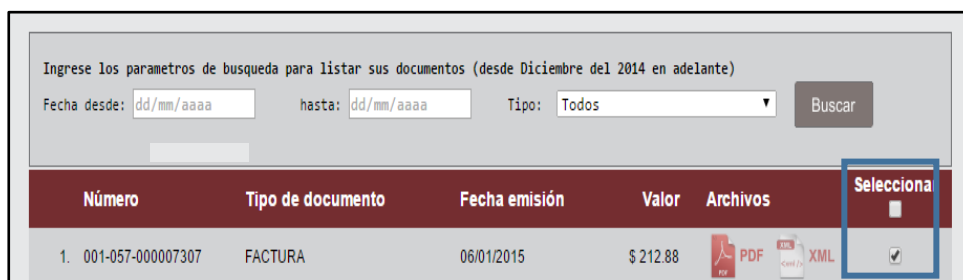 Ingrese los parametros de busqueda para listar sus documentos (desde Diciembre del 2014 en adelante)
Fecha desde: dd/mm/aaaa hasta: dd/mm/aaaa Tipo: Todos Buscar
Número Tipo de documento Fecha emisión Valor Archivos Selecciona
1. 001-057-000007307 FACTURA 06/01/2015 $ 212.88 PDF PDF XML XML